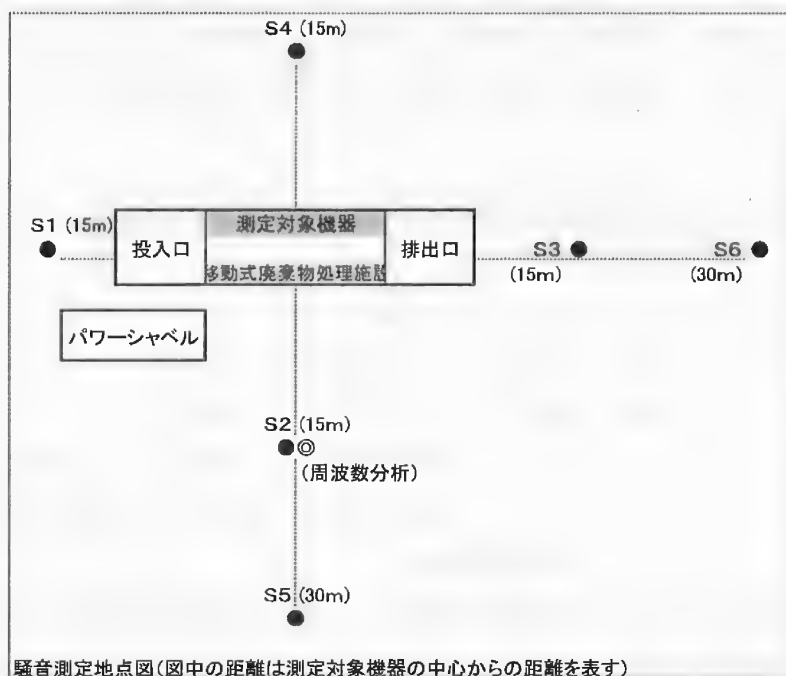 S4 (15m)
S1 (15m)
投入口
測定対象機器
移動式廃棄物処理施設
排出口
S3
(15m)
S6
(30m)
パワーシャベル
S2 (15m)
(周波数分析)
S5 (30m)
騒音測定地点図(図中の距離は測定対象機器の中心からの距離を表す)